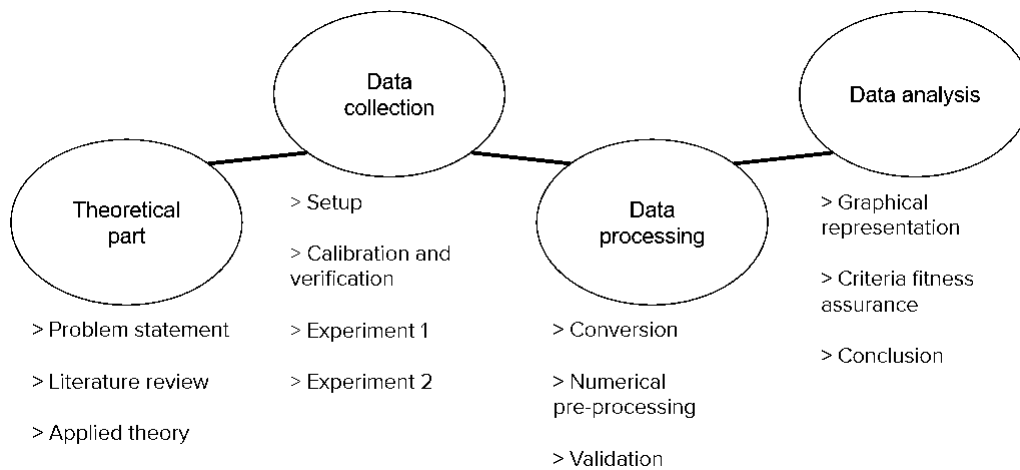 Theoretical
part
> Problem statement
> Literature review
> Applied theory
Data
collection
> Setup
> Calibration and
verification
> Experiment 1
> Experiment 2
Data
processing
> Conversion
> Numerical
pre-processing
> Validation
Data analysis
> Graphical
representation
> Criteria fitness
assurance
> Conclusion